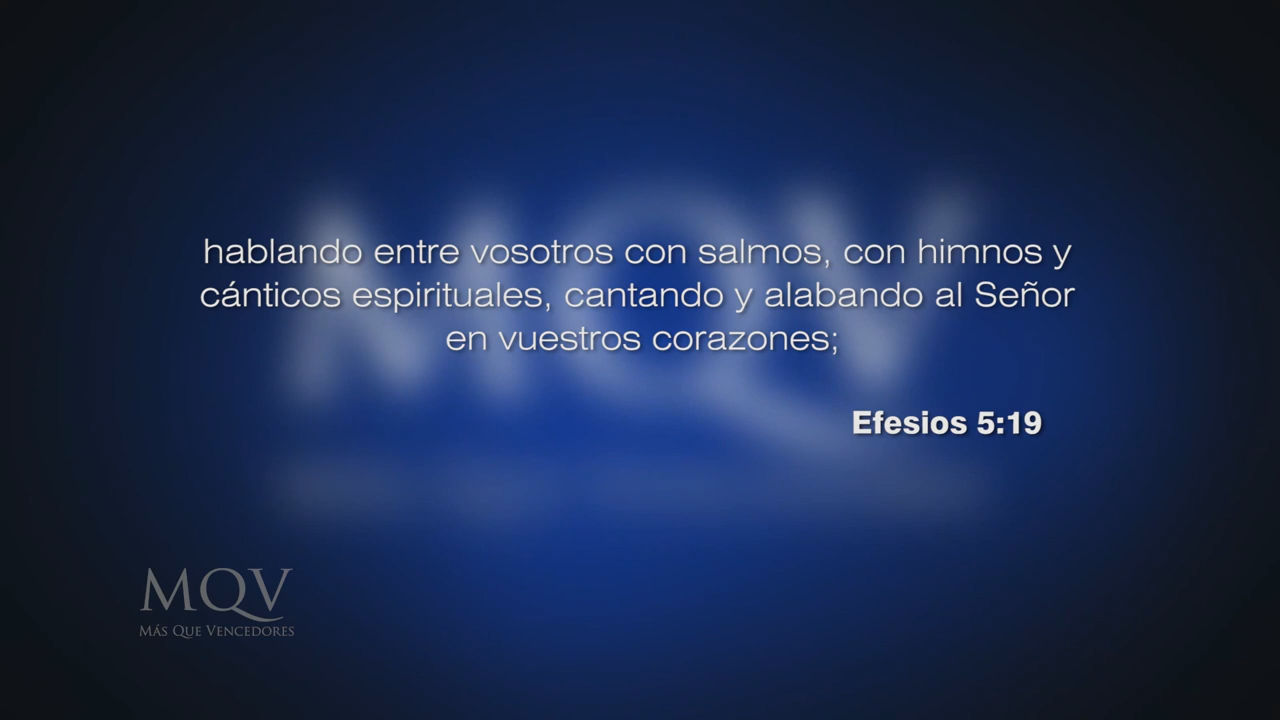 hablando entre vosotros con salmos, con himnos y
cánticos espirituales, cantando y alabando al Señor
en vuestros corazones;
Efesios 5:19
MQV
MÁS QUE VENCEDORES